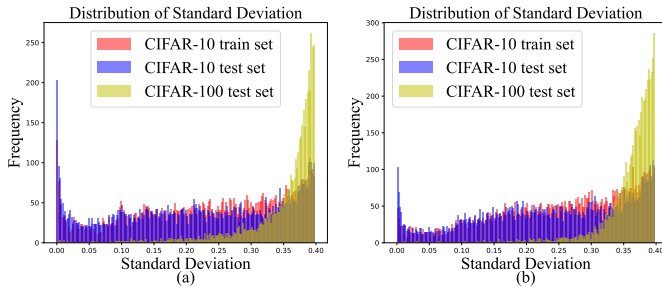 Distribution of Standard Deviation
CIFAR-10 train set
CIFAR-10 test set
CIFAR-100 test set
Frequency
250
200
150
100
50
0
0.00 0.05 0.10 0.15 0.20 0.25 0.30 0.35 0.40
Standard Deviation
(a)
Distribution of Standard Deviation
CIFAR-10 train set
CIFAR-10 test set
CIFAR-100 test set
Frequency
300
250
200
150
100
50
0
0.00 0.05 0.10 0.15 0.20 0.25 0.30 0.35 0.40
Standard Deviation
(b)